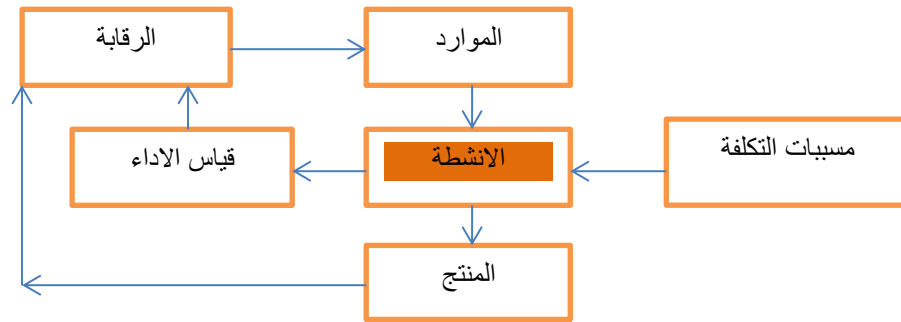 الموارد
الرقابة
مسببات التكلفة
الانشطة
قياس الاداء
المنتج